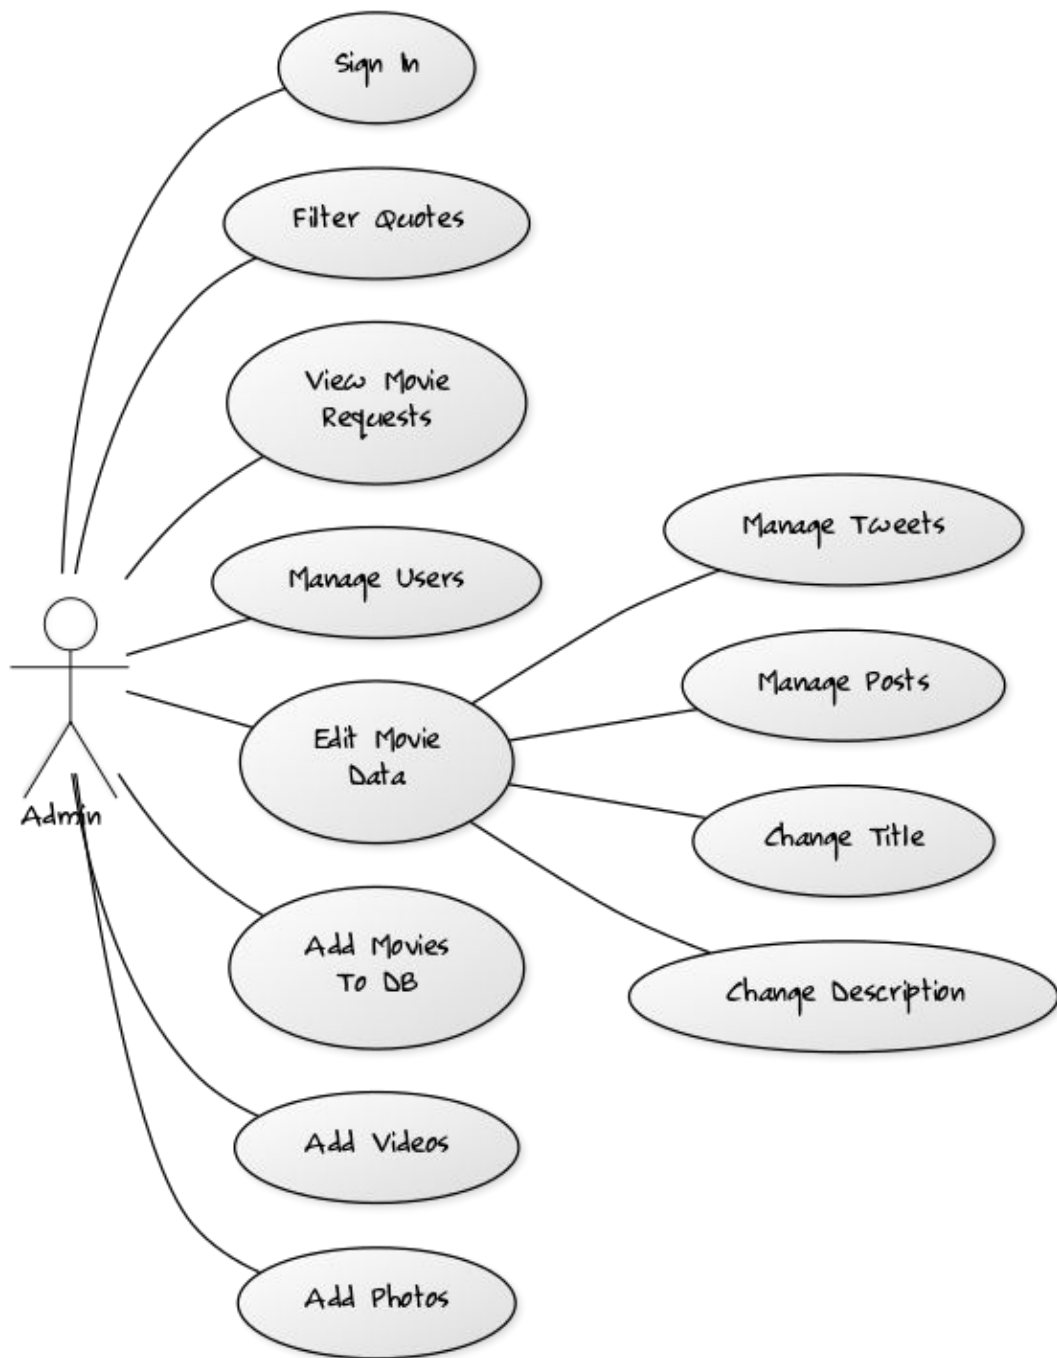 Sign In
Filter Quotes
View Movie
Requests
Manage Tweets
Manage Users
Manage Posts
Edit Movie
Data
Admin
Change Title
Add Movies
To DB
Change Description
Add Videos
Add Photos